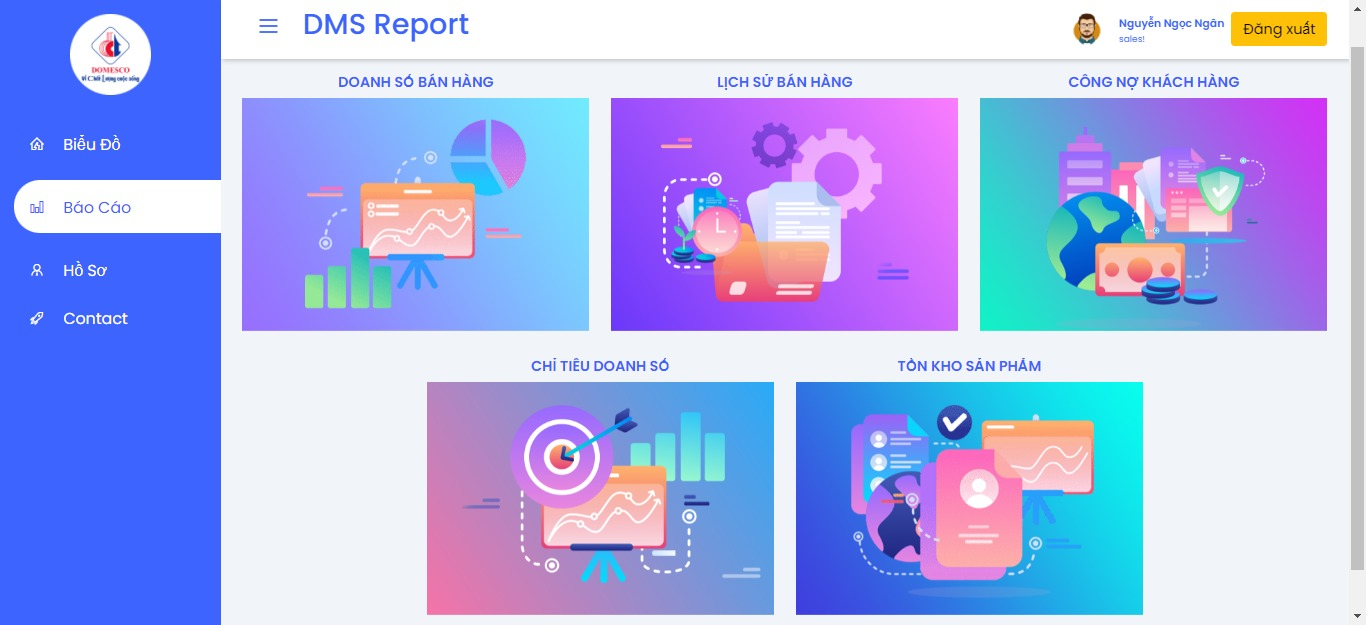 DOMESCO
Vì Chất Lượng cuộc sống
Biểu Đồ
Báo Cáo
Hồ Sơ
Contact
DMS Report
Nguyễn Ngọc Ngân
sales!
Đăng xuất
DOANH SỐ BÁN HÀNG
LỊCH SỬ BÁN HÀNG
CÔNG NỢ KHÁCH HÀNG
CHỈ TIÊU DOANH SỐ
TỒN KHO SẢN PHẨM